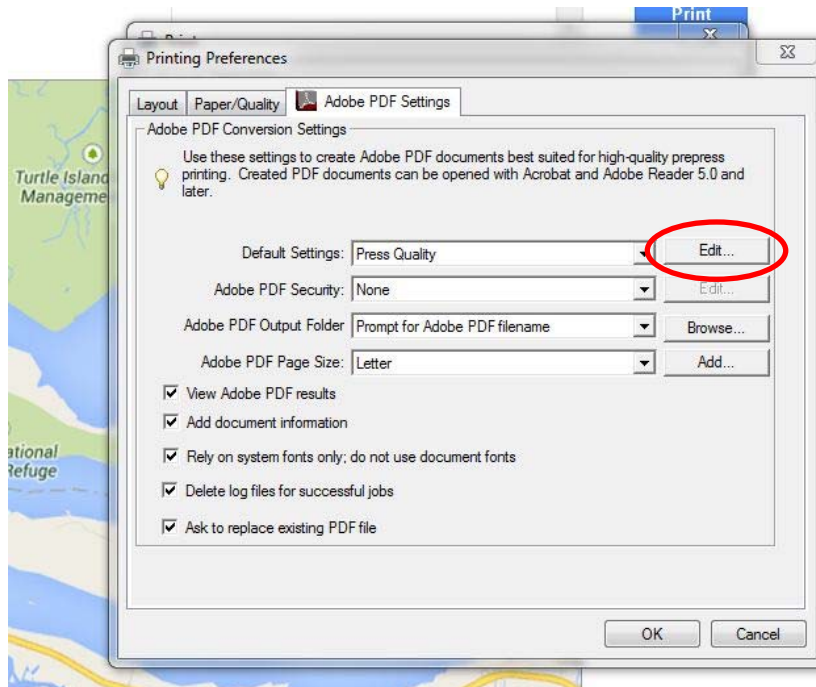 Print
Print
Printing Preferences
Turtle Island
Manageme
ational
Refuge
Layout
Paper/Quality
Adobe PDF Settings
Adobe PDF Conversion Settings
Use these settings to create Adobe PDF documents best suited for high-quality prepress
printing. Created PDF documents can be opened with Acrobat and Adobe Reader 5.0 and
later.
Default Settings: Press Quality Edit...
Adobe PDF Security: None Edit...
Adobe PDF Output Folder Prompt for Adobe PDF filename Browse...
Adobe PDF Page Size: Letter Add...
View Adobe PDF results
Add document information
Rely on system fonts only; do not use document fonts
Delete log files for successful jobs
Ask to replace existing PDF file
OK Cancel